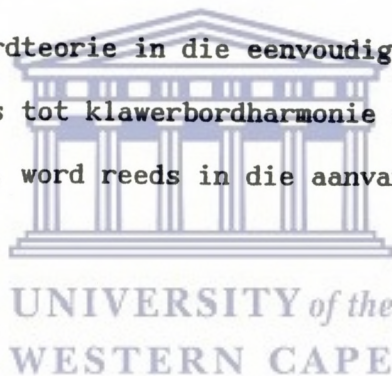 rdteorie in die eenvoudig
s tot klawerbordharmonie
word reeds in die aanva
UNIVERSITY of the
WESTERN CAPE